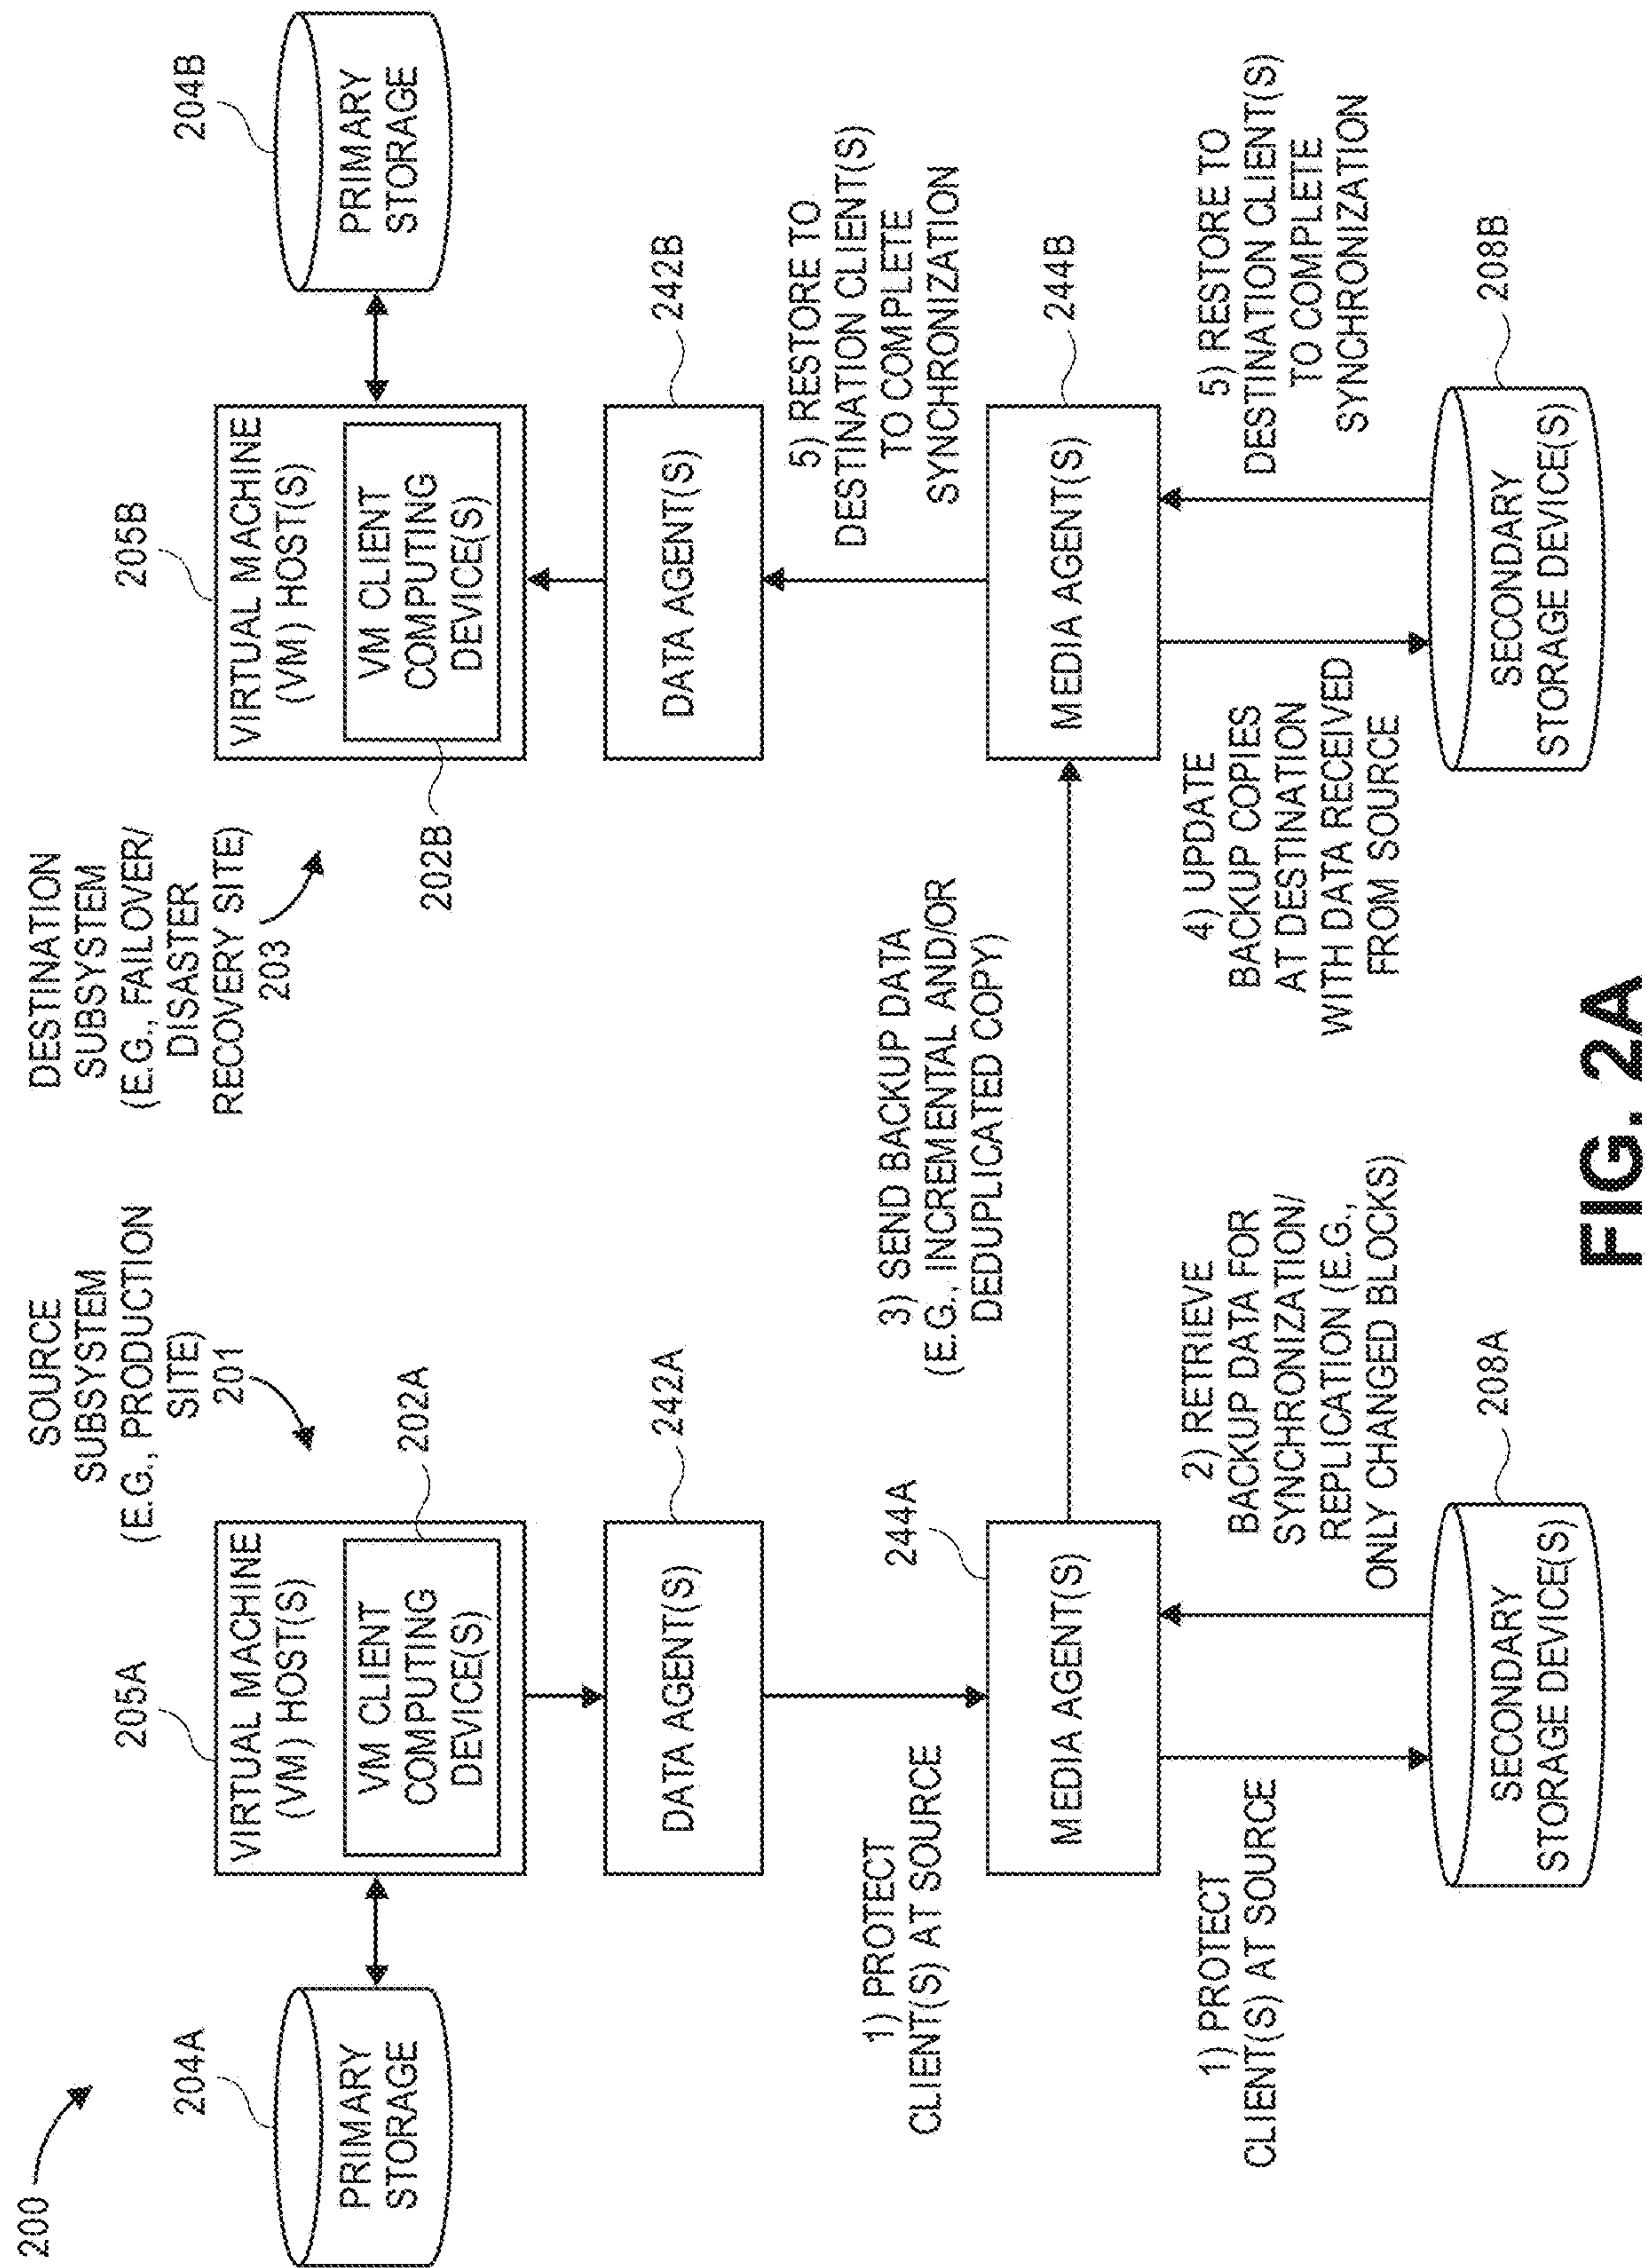 200
SOURCE
SUBSYSTEM
(E.G., PRODUCTION
SITE)
201
DESTINATION
SUBSYSTEM
(E.G., FAILOVER/
DISASTER
RECOVERY SITE)
203
204A
PRIMARY
STORAGE
205A
VIRTUAL MACHINE
(VM) HOST(S)
VM CLIENT
COMPUTING
DEVICE(S)
202A
205B
VIRTUAL MACHINE
(VM) HOST(S)
VM CLIENT
COMPUTING
DEVICE(S)
202B
204B
PRIMARY
STORAGE
DATA AGENT(S)
242A
DATA AGENT(S)
242B
1) PROTECT
CLIENT(S) AT SOURCE
244A
3) SEND BACKUP DATA
(E.G., INCREMENTAL AND/OR
DEDUPLICATED COPY)
5) RESTORE TO
DESTINATION CLIENT(S)
TO COMPLETE
SYNCHRONIZATION
MEDIA AGENT(S)
MEDIA AGENT(S)
244B
1) PROTECT
CLIENT(S) AT SOURCE
2) RETRIEVE
BACKUP DATA FOR
SYNCHRONIZATION/
REPLICATION (E.G.,
ONLY CHANGED BLOCKS)
4) UPDATE
BACKUP COPIES
AT DESTINATION
WITH DATA RECEIVED
FROM SOURCE
5) RESTORE TO
DESTINATION CLIENT(S)
TO COMPLETE
SYNCHRONIZATION
SECONDARY
STORAGE DEVICE(S)
208A
SECONDARY
STORAGE DEVICE(S)
208B
FIG. 2A